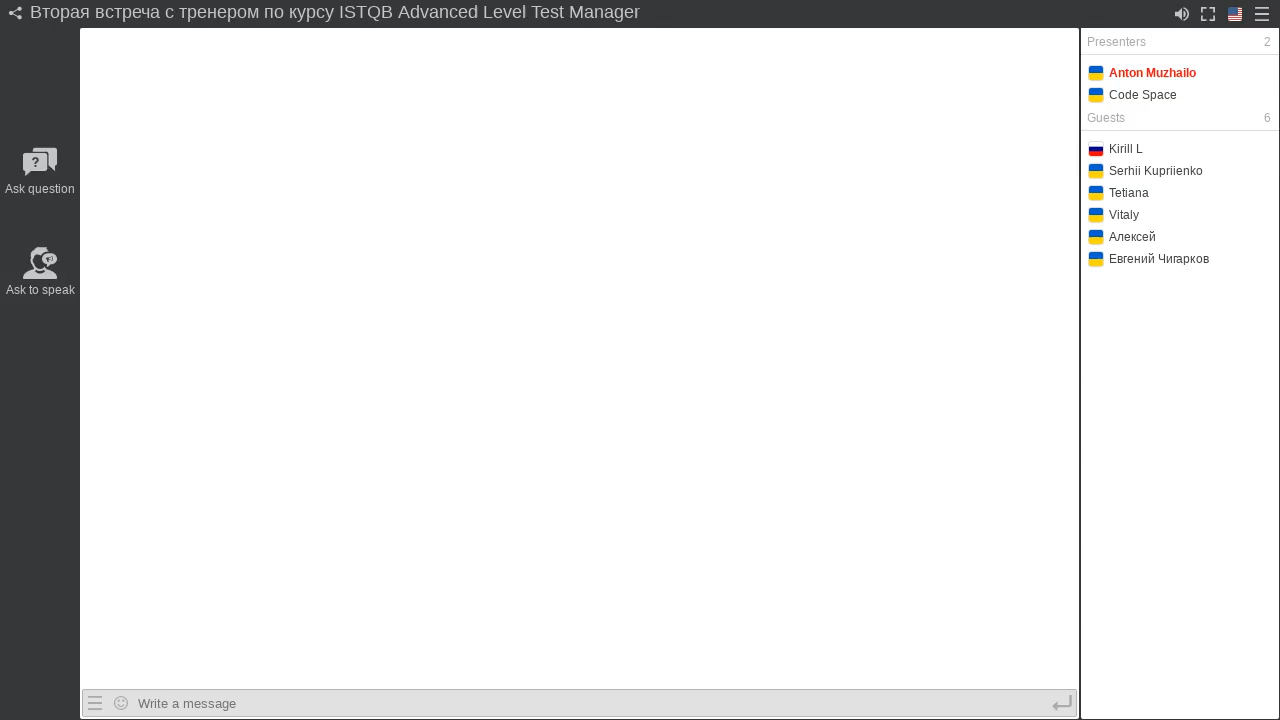 Вторая встреча с тренером по курсу ISTQB Advanced Level Test Manager
Ask question
Ask to speak
Presenters 2
Anton Muzhailo
Code Space
Guests 6
Kirill L
Serhii Kupriienko
Tetiana
Vitaly
Алексей
Евгений Чигарков
Write a message